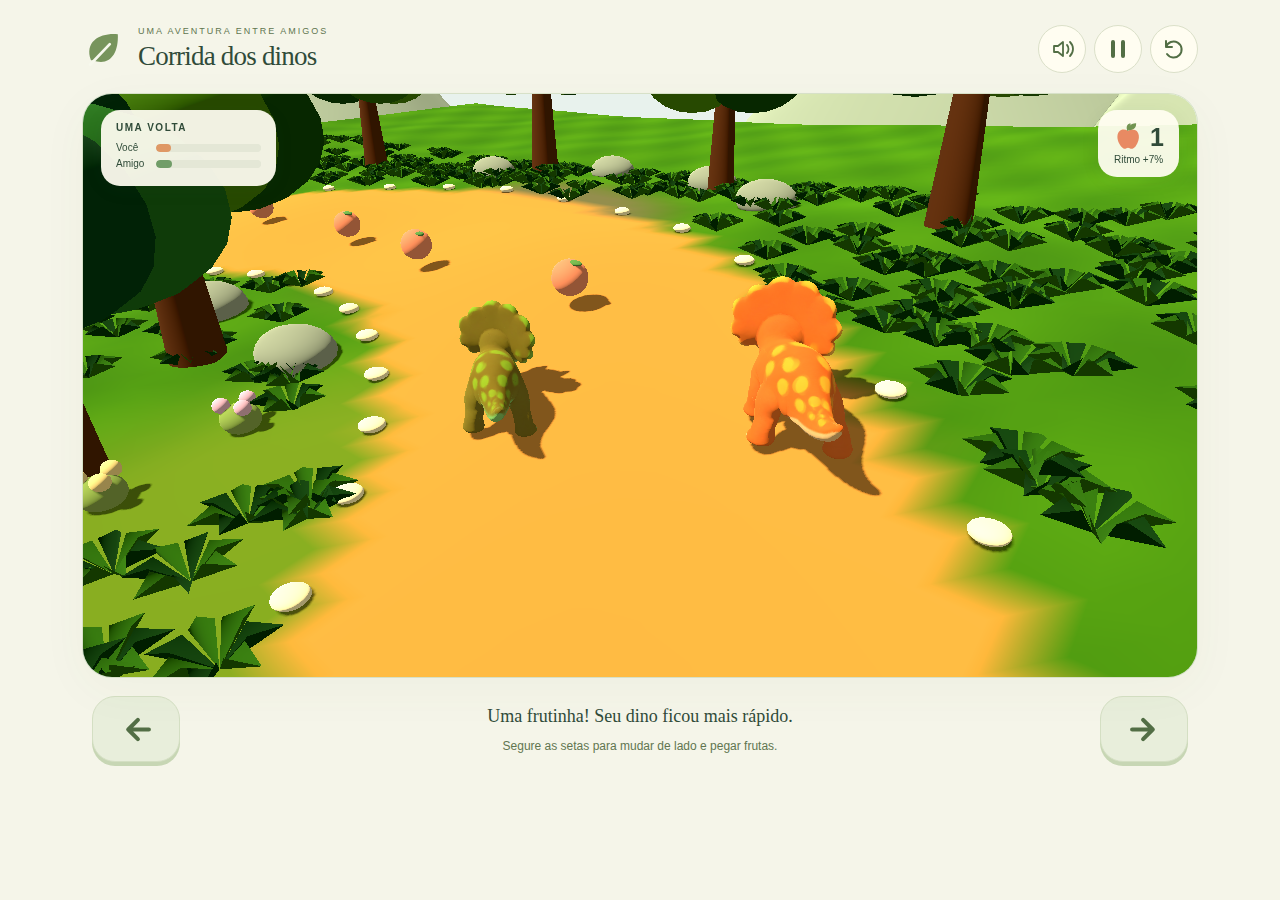 UMA AVENTURA ENTRE AMIGOS
Corrida dos dinos
UMA VOLTA
Você
Amigo
1
Ritmo +7%
Uma frutinha! Seu dino ficou mais rápido.
Segure as setas para mudar de lado e pegar frutas.